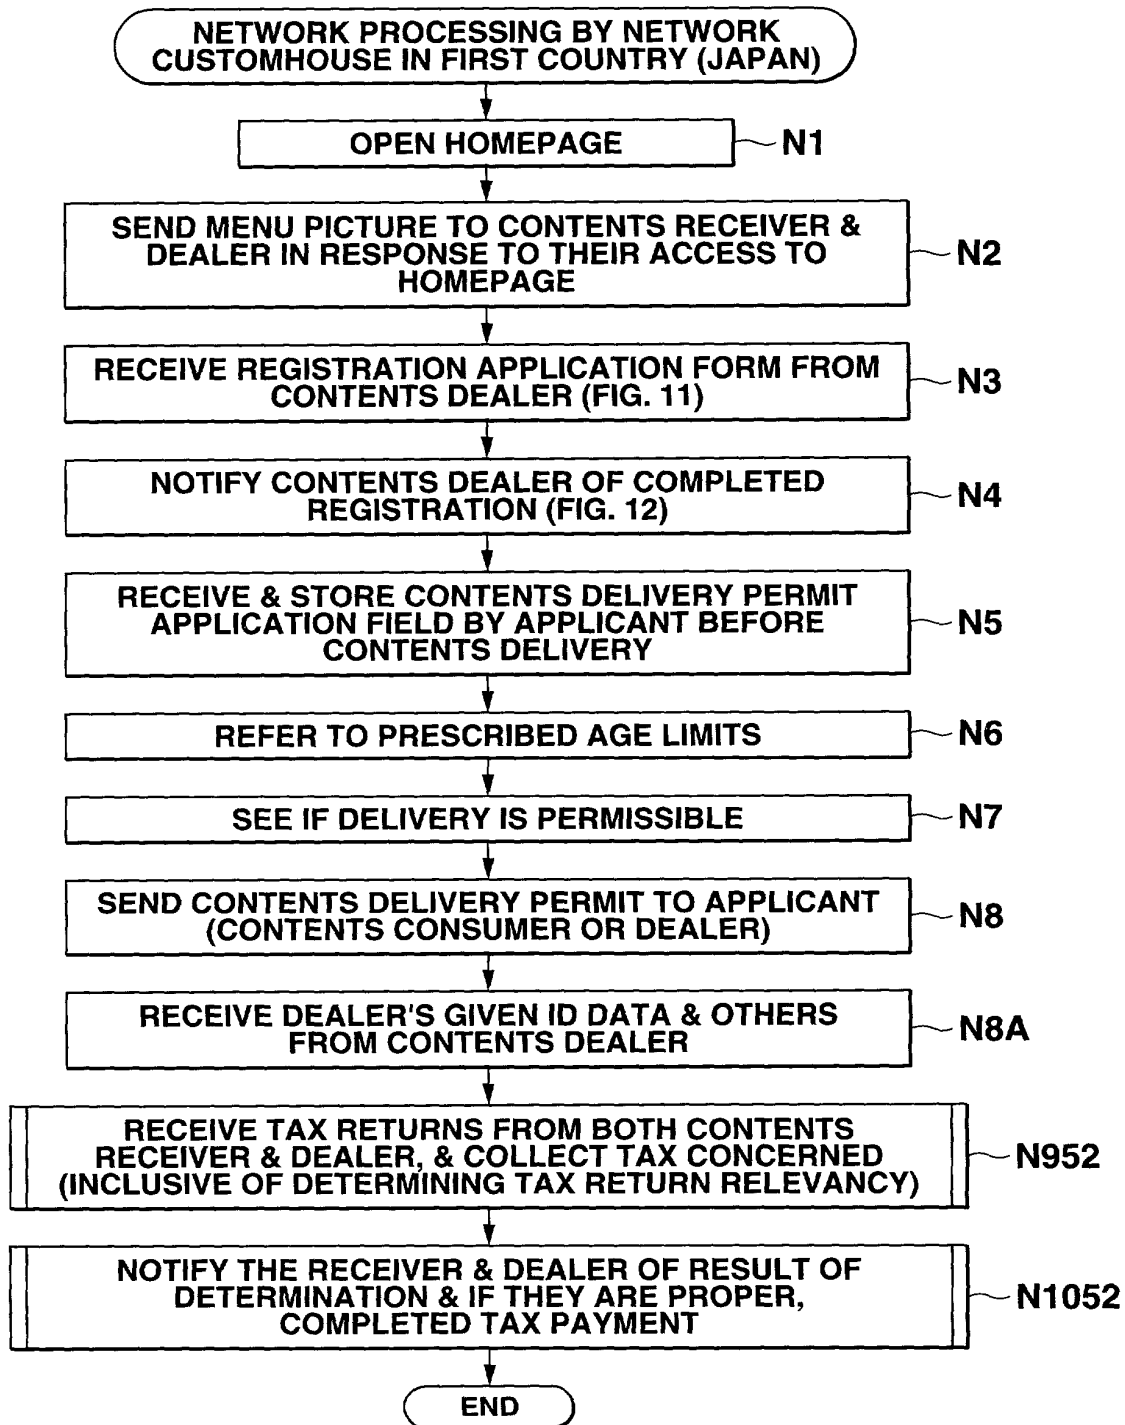 NETWORK PROCESSING BY NETWORK
CUSTOMHOUSE IN FIRST COUNTRY (JAPAN)
OPEN HOMEPAGE
N1
SEND MENU PICTURE TO CONTENTS RECEIVER &
DEALER IN RESPONSE TO THEIR ACCESS TO
HOMEPAGE
N2
RECEIVE REGISTRATION APPLICATION FORM FROM
CONTENTS DEALER (FIG. 11)
N3
NOTIFY CONTENTS DEALER OF COMPLETED
REGISTRATION (FIG. 12)
N4
RECEIVE & STORE CONTENTS DELIVERY PERMIT
APPLICATION FIELD BY APPLICANT BEFORE
CONTENTS DELIVERY
N5
REFER TO PRESCRIBED AGE LIMITS
N6
SEE IF DELIVERY IS PERMISSIBLE
N7
SEND CONTENTS DELIVERY PERMIT TO APPLICANT
(CONTENTS CONSUMER OR DEALER)
N8
RECEIVE DEALER'S GIVEN ID DATA & OTHERS
FROM CONTENTS DEALER
N8A
RECEIVE TAX RETURNS FROM BOTH CONTENTS
RECEIVER & DEALER, & COLLECT TAX CONCERNED
(INCLUSIVE OF DETERMINING TAX RETURN RELEVANCY)
N952
NOTIFY THE RECEIVER & DEALER OF RESULT OF
DETERMINATION & IF THEY ARE PROPER,
COMPLETED TAX PAYMENT
N1052
END